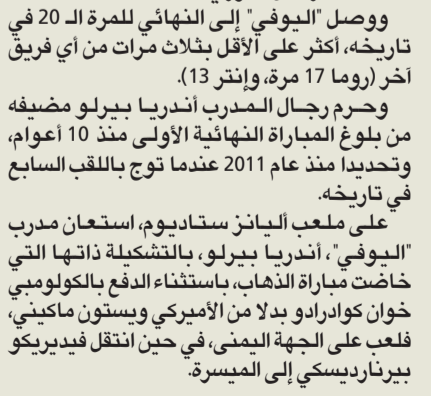 ووصل "اليوفي" إلى النهائي للمرة الـ 20 في
تاريخه، أكثر على الأقل بثلاث مرات من أي فريق
آخر (روما 17 مرة، وإنتر 13).
وحرم رجال المدرب أندريا بيرلو مضيفه
من بلوغ المباراة النهائية الأولى منذ 10 أعوام،
وتحديدا منذ عام 2011 عندما توج باللقب السابع
في تاريخه.
على ملعب أليانز ستاديوم، استعان مدرب
"اليوفي"، أندريا بيرلو، بالتشكيلة ذاتها التي
خاضت مباراة الذهاب، باستثناء الدفع بالكولومبي
خوان كوادرادو بدلا من الأميركي ويستون ماكيني،
فلعب على الجهة اليمنى، في حين انتقل فيديريكو
بيرنارديسكي إلى الميسرة.